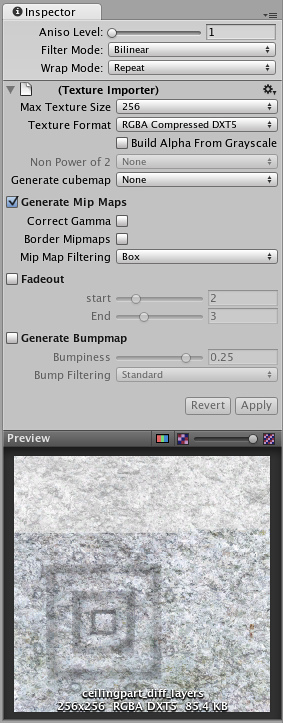 Inspector
Aniso Level: 1
Filter Mode: Bilinear
Wrap Mode: Repeat
(Texture Importer)
Max Texture Size 256
Texture Format RGBA Compressed DXT5
Build Alpha From Grayscale
Non Power of 2 None
Generate cubemap None
Generate Mip Maps
Correct Gamma
Border Mipmaps
Mip Map Filtering Box
Fadeout
start 2
End 3
Generate Bumpmap
Bumpiness 0.25
Bump Filtering Standard
Revert Apply
Preview
ceilingpart_diff_layers
256x256 RGBA DXT5 85.4 KB